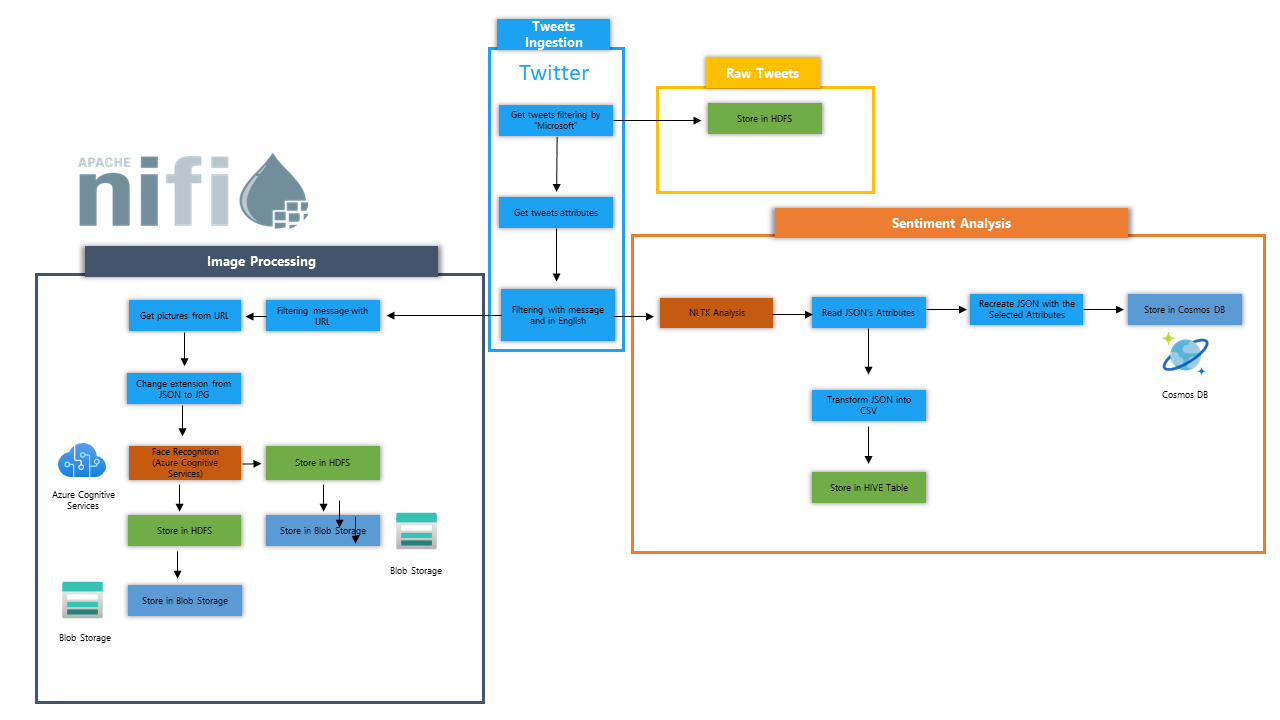 Tweets
Ingestion
Twitter
Get tweets filtering by
"Microsoft"
Get tweets attributes
Filtering with message
and in English
Raw Tweets
Store in HDFS
APACHE
nifi
Image Processing
Filtering message with
URL
Get pictures from URL
Change extension from
JSON to JPG
Face Recognition
(Azure Cognitive
Services)
Azure Cognitive
Services
Store in HDFS
Store in HDFS
Store in Blob Storage
Blob Storage
Store in Blob Storage
Blob Storage
Sentiment Analysis
NLTK Analysis
Read JSON's Attributes
Recreate JSON with the
Selected Attributes
Store in Cosmos DB
Cosmos DB
Transform JSON into
CSV
Store in HIVE Table